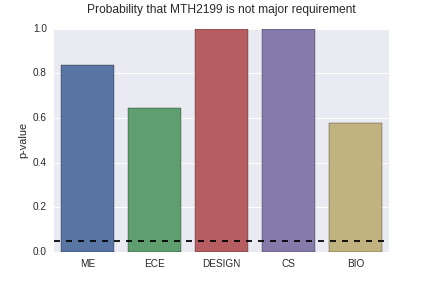 Probability that MTH2199 is not major requirement
1.0
0.8
0.6
0.4
0.2
0.0
p-value
ME ECE DESIGN CS BIO